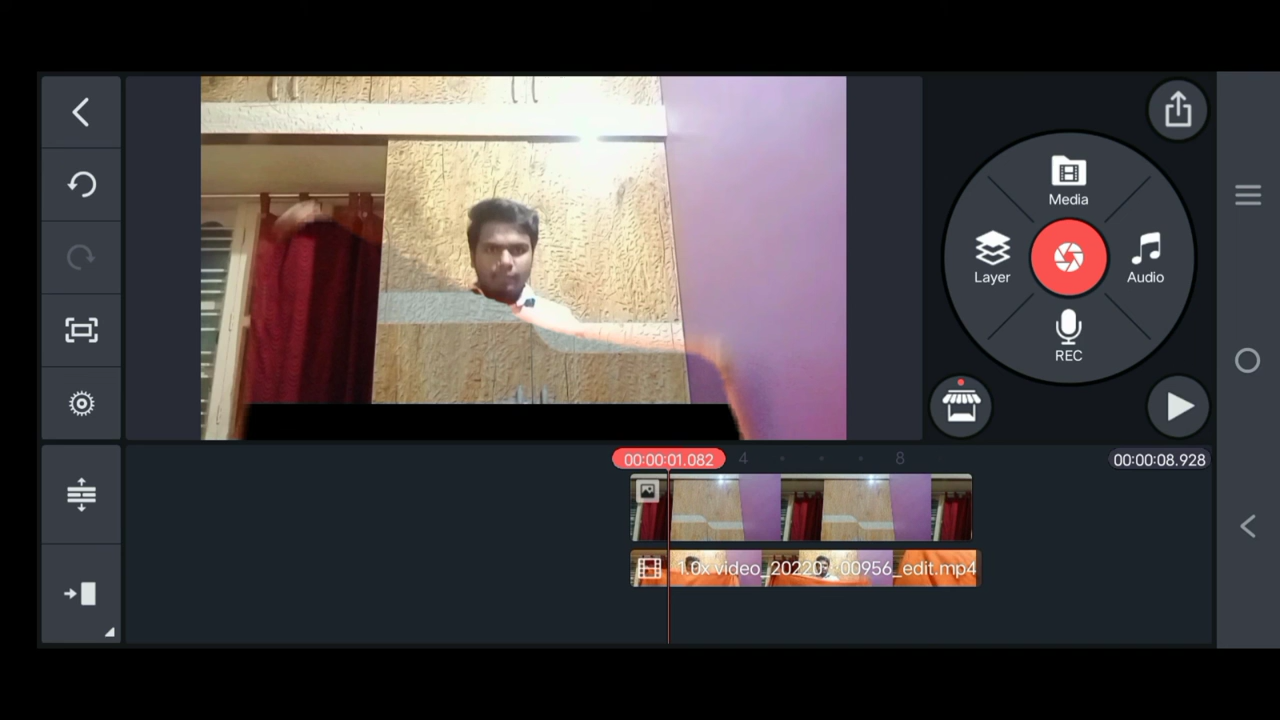 Media
Layer
Audio
REC
00:00:01.082
4
8
00:00:08.928
1.0x video_20220
00956_edit.mp4